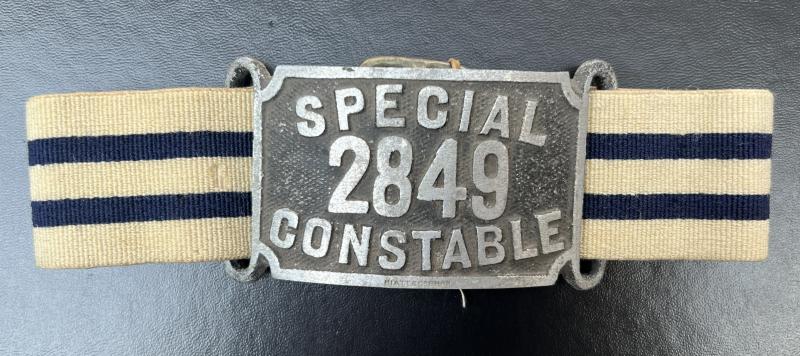 SPECIAL
2849
CONSTABLE